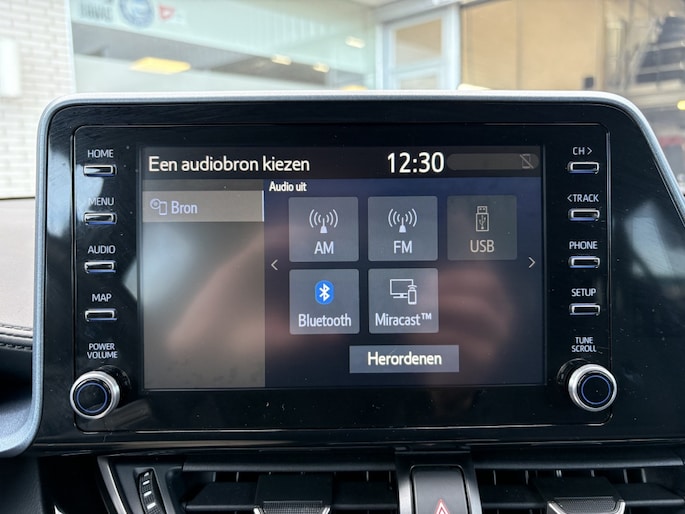 HOME
MENU
AUDIO
MAP
POWER
VOLUME
Een audiobron kiezen
12:30
Bron
Audio uit
AM
FM
USB
Bluetooth
Miracast™
Herordenen
CH >
<TRACK
PHONE
SETUP
TUNE
SCROLL